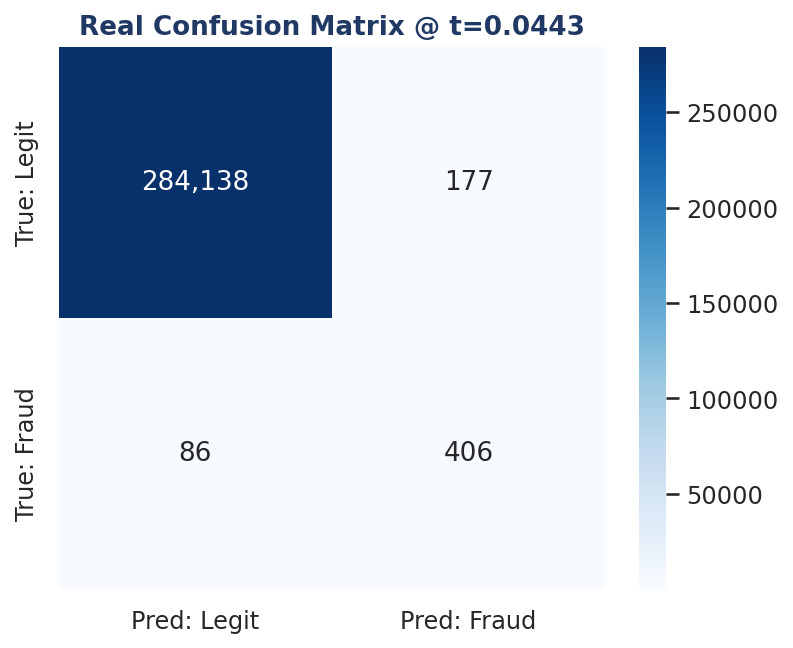 Real Confusion Matrix @ t=0.0443
True: Legit
284,138
177
True: Fraud
86
406
Pred: Legit
Pred: Fraud
250000
200000
150000
100000
50000